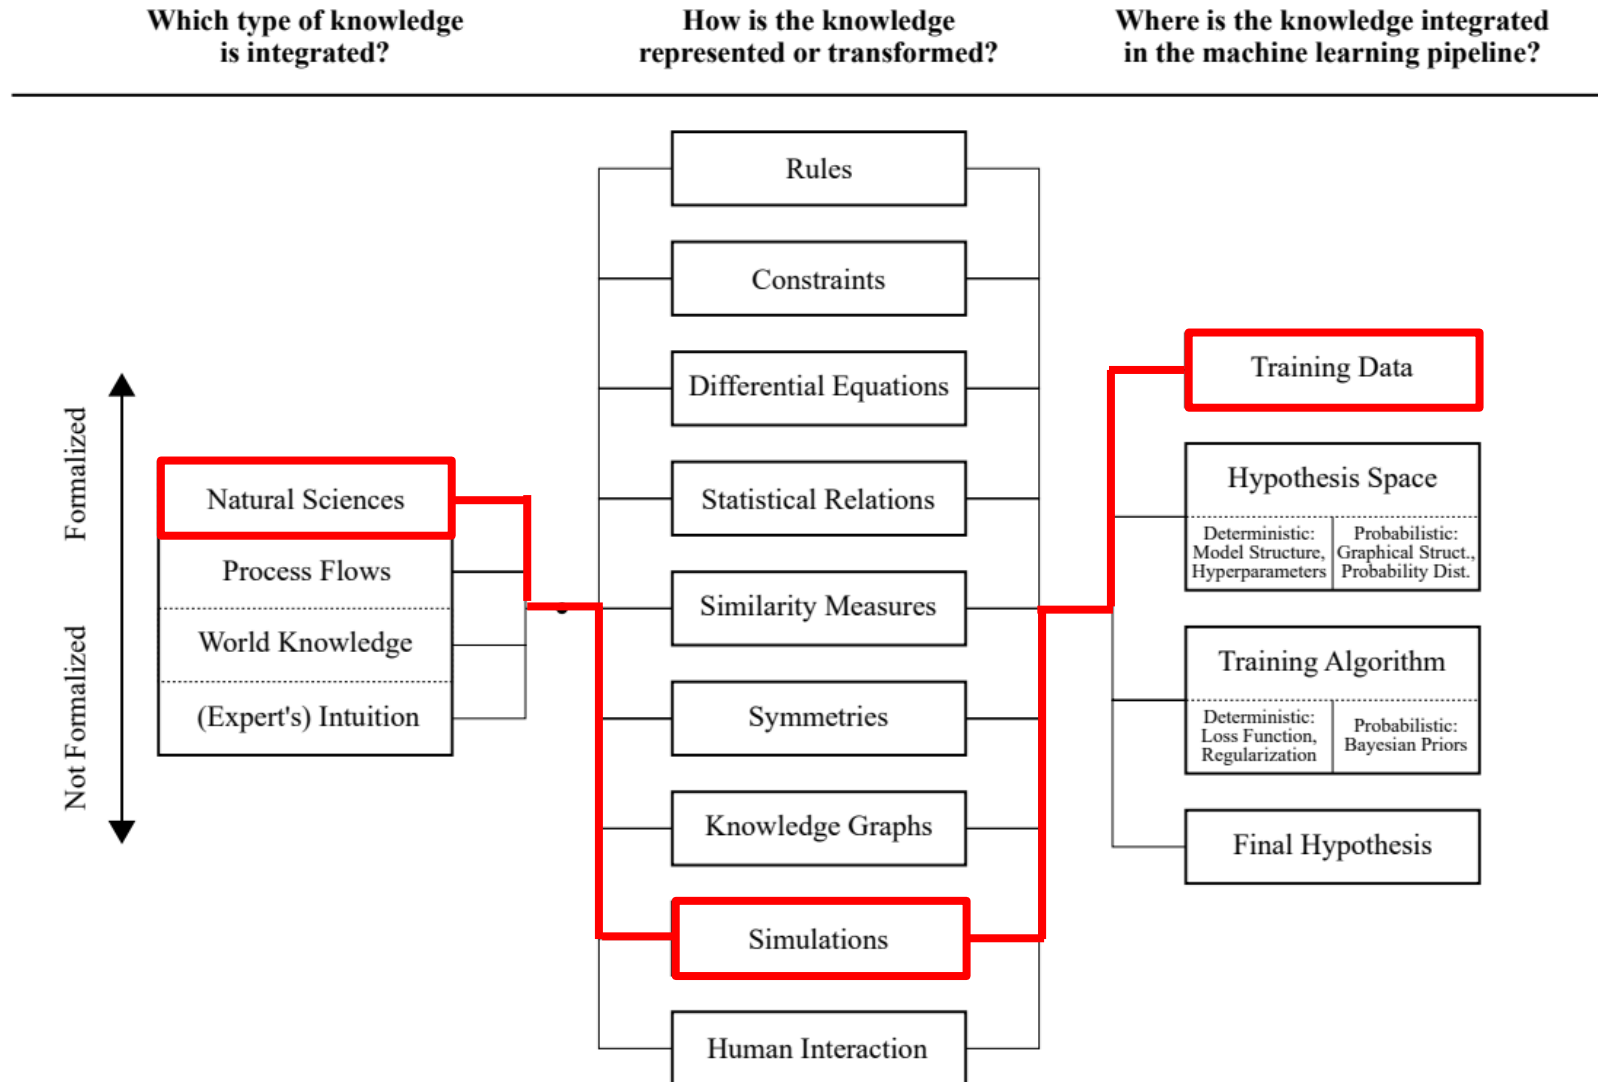 Which type of knowledge
is integrated?
How is the knowledge
represented or transformed?
Where is the knowledge integrated
in the machine learning pipeline?
Formalized
Not Formalized
Natural Sciences
Process Flows
World Knowledge
(Expert's) Intuition
Rules
Constraints
Differential Equations
Statistical Relations
Similarity Measures
Symmetries
Knowledge Graphs
Simulations
Human Interaction
Training Data
Hypothesis Space
Deterministic:
Model Structure,
Hyperparameters
Probabilistic:
Graphical Struct.,
Probability Dist.
Training Algorithm
Deterministic:
Loss Function,
Regularization
Probabilistic:
Bayesian Priors
Final Hypothesis